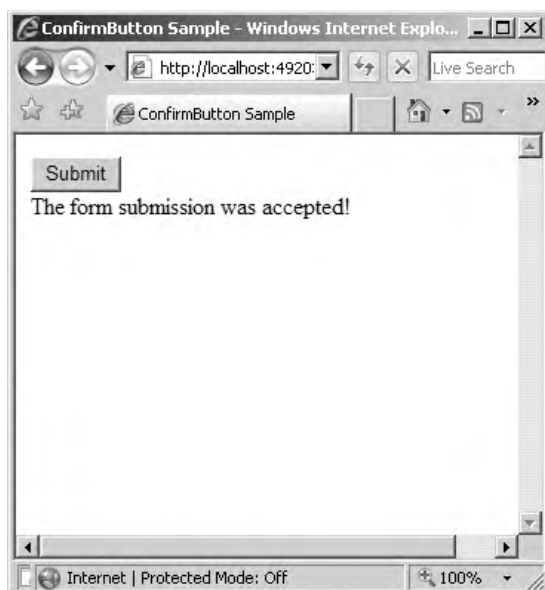 ConfirmButton Sample - Windows Internet Explo...
http://localhost:4920
Live Search
ConfirmButton Sample
»
Submit
The form submission was accepted!
Internet | Protected Mode: Off
100%